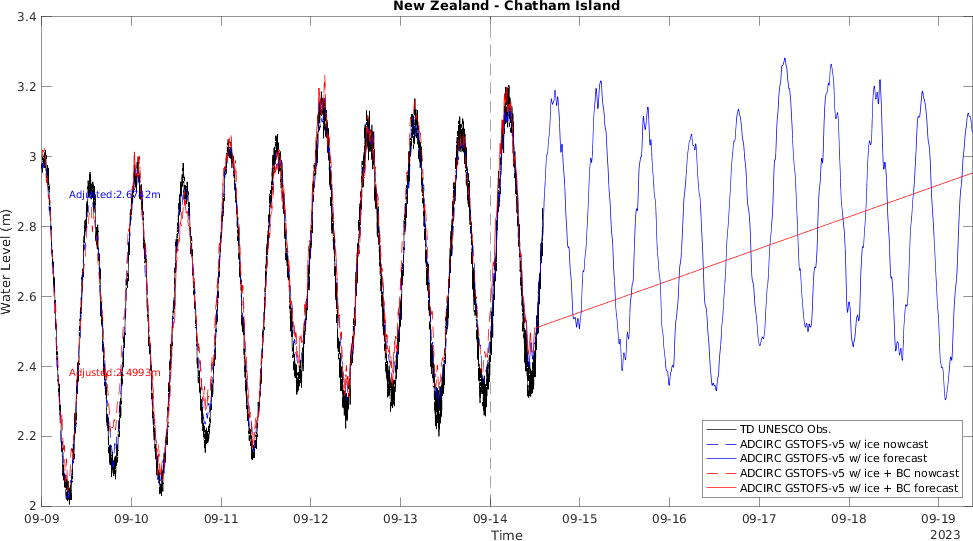 New Zealand - Chatham Island
3.4
3.2
3
2.8
2.6
2.4
2.2
2
Water Level (m)
Adjusted:2.6742m
Adjusted:2.4993m
TD UNESCO Obs.
ADCIRC GSTOFS-v5 w/ ice nowcast
ADCIRC GSTOFS-v5 w/ ice forecast
ADCIRC GSTOFS-v5 w/ ice + BC nowcast
ADCIRC GSTOFS-v5 w/ ice + BC forecast
09-09 09-10 09-11 09-12 09-13 09-14 09-15 09-16 09-17 09-18 09-19
Time
2023